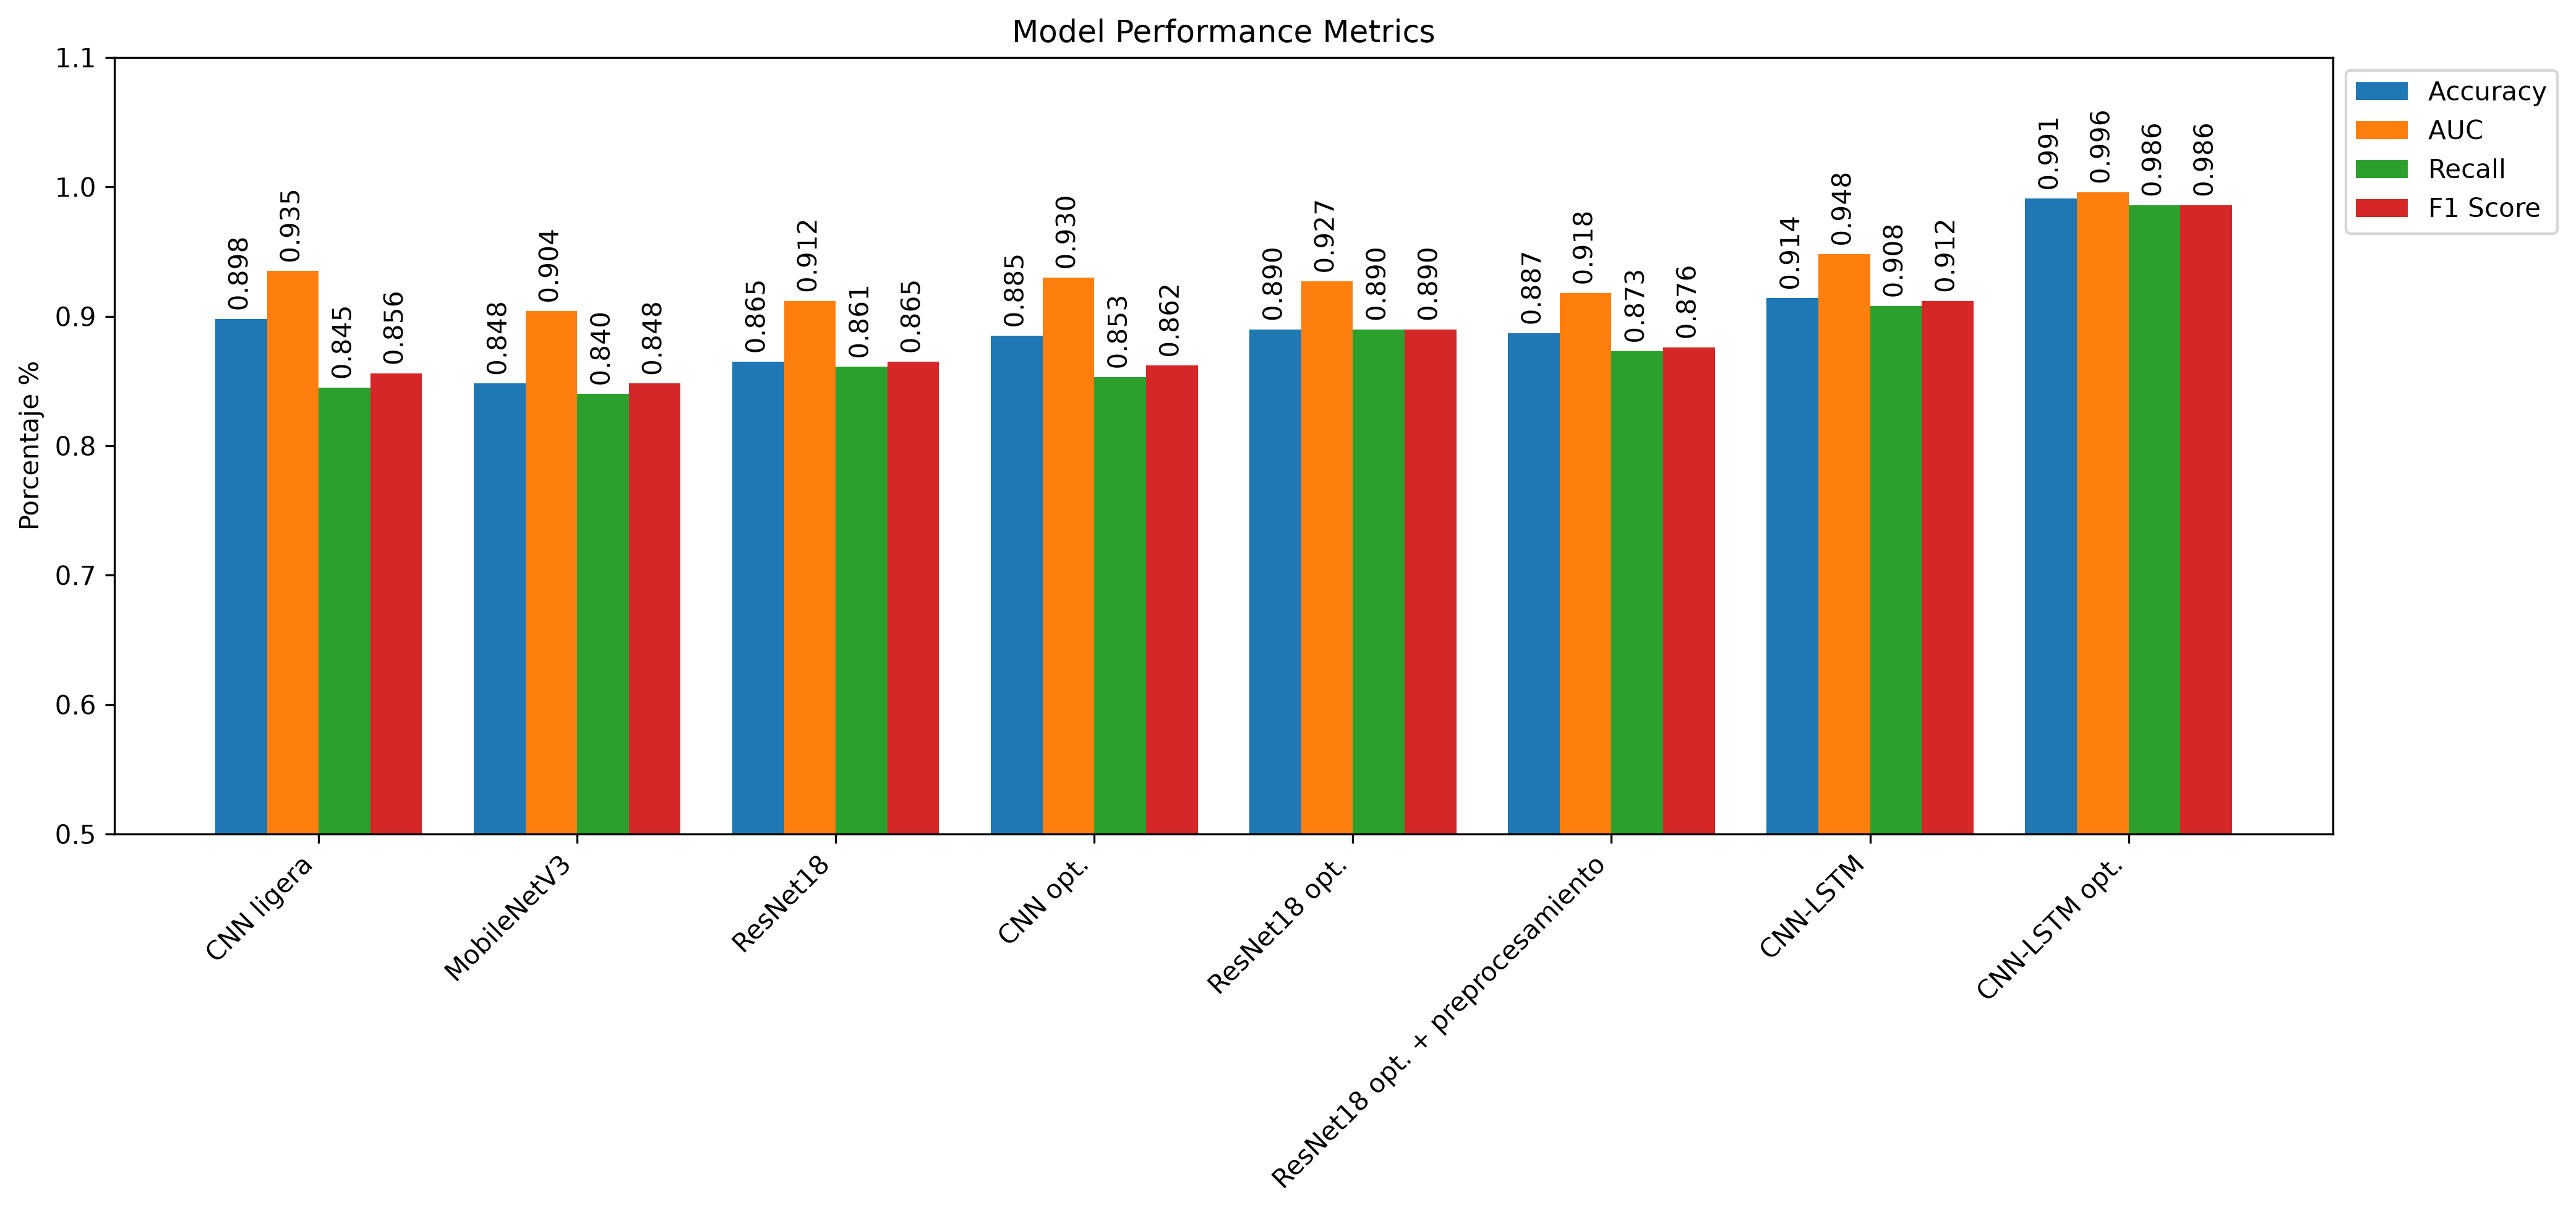 Model Performance Metrics
Porcentaje %
1.1
1.0
0.9
0.8
0.7
0.6
0.5
0.898
0.935
0.845
0.856
0.848
0.904
0.840
0.848
0.865
0.912
0.861
0.865
0.885
0.930
0.853
0.862
0.890
0.927
0.890
0.890
0.887
0.918
0.873
0.876
0.914
0.948
0.908
0.912
0.991
0.996
0.986
0.986
CNN ligera
MobileNetV3
ResNet18
CNN opt.
ResNet18 opt.
ResNet18 opt. + preprocesamiento
CNN-LSTM
CNN-LSTM opt.
Accuracy
AUC
Recall
F1 Score